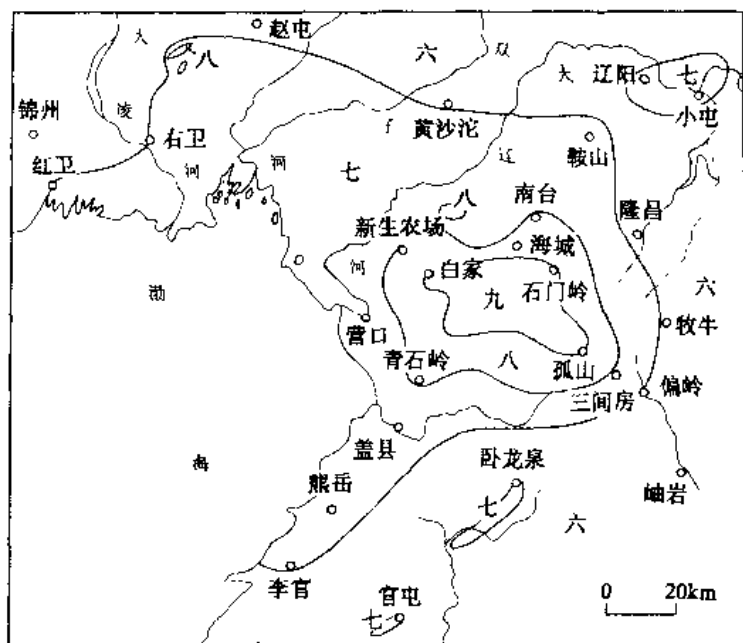 赵屯
大
八
六
双
大
辽阳
七
小屯
锦州
凌
右卫
黄沙沱
子
辽
鞍山
红卫
河
河
七
八
南台
隆昌
新生农场
海城
渤
河
白家
九
石门岭
六
营口
牧牛
青石岭
八
孤山
三间房
偏岭
盖县
海
熊岳
卧龙泉
岫岩
七
六
李官
官屯
七
0 20km